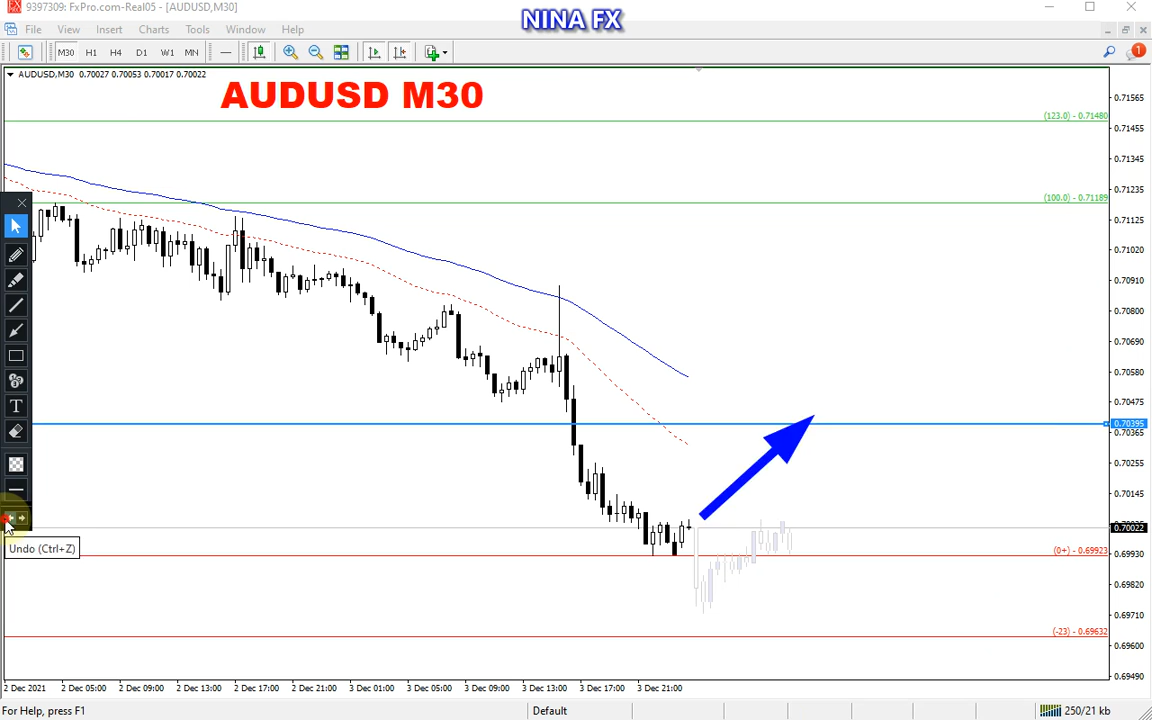 9397309: FxPro.com-Real05 - [AUDUSD,M30]
NINA FX
File View Insert Charts Tools Window Help
M30 H1 H4 D1 W1 MN
1
AUDUSD,M30 0.70027 0.70053 0.70017 0.70022
AUDUSD M30
0.71565
(123.0) - 0.71480
0.71455
0.71345
0.71235
(100.0) - 0.71189
0.71125
0.71020
0.70910
0.70800
0.70690
0.70580
0.70475
T
0.70395
0.70365
0.70255
0.70145
0.70022
Undo (Ctrl+Z)
(0+) - 0.69923
0.69930
0.69820
0.69710
(-23) - 0.69632
0.69600
0.69490
2 Dec 2021 2 Dec 05:00 2 Dec 09:00 2 Dec 13:00 2 Dec 17:00 2 Dec 21:00 3 Dec 01:00 3 Dec 05:00 3 Dec 09:00 3 Dec 13:00 3 Dec 17:00 3 Dec 21:00
For Help, press F1 Default 250/21 kb